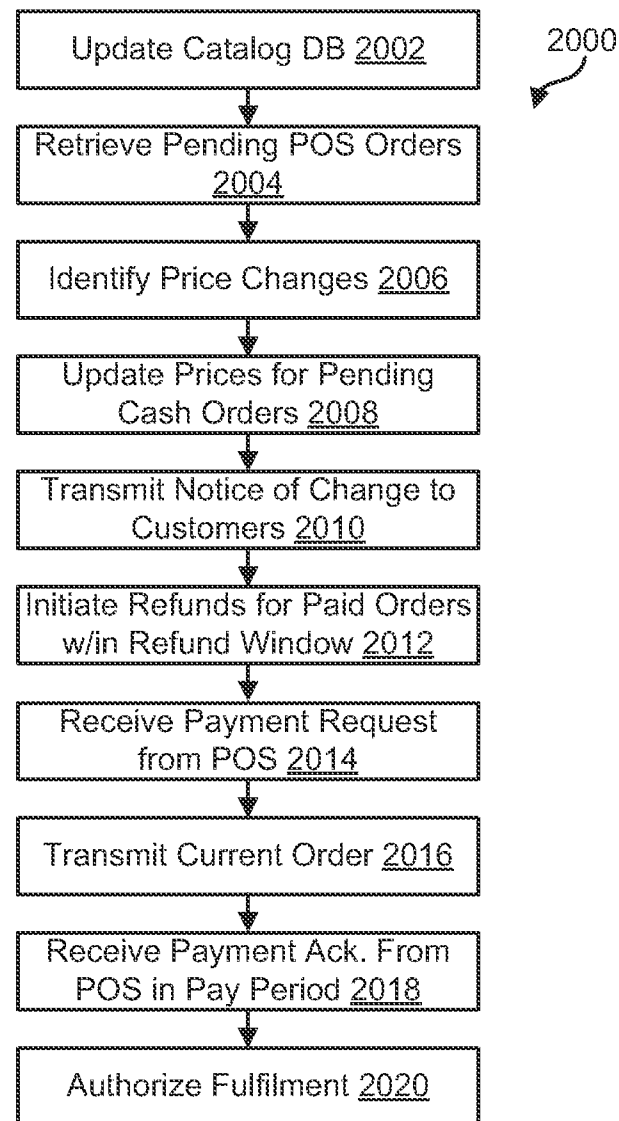 Update Catalog DB 2002
2000
Retrieve Pending POS Orders
2004
Identify Price Changes 2006
Update Prices for Pending
Cash Orders 2008
Transmit Notice of Change to
Customers 2010
Initiate Refunds for Paid Orders
w/in Refund Window 2012
Receive Payment Request
from POS 2014
Transmit Current Order 2016
Receive Payment Ack. From
POS in Pay Period 2018
Authorize Fulfilment 2020